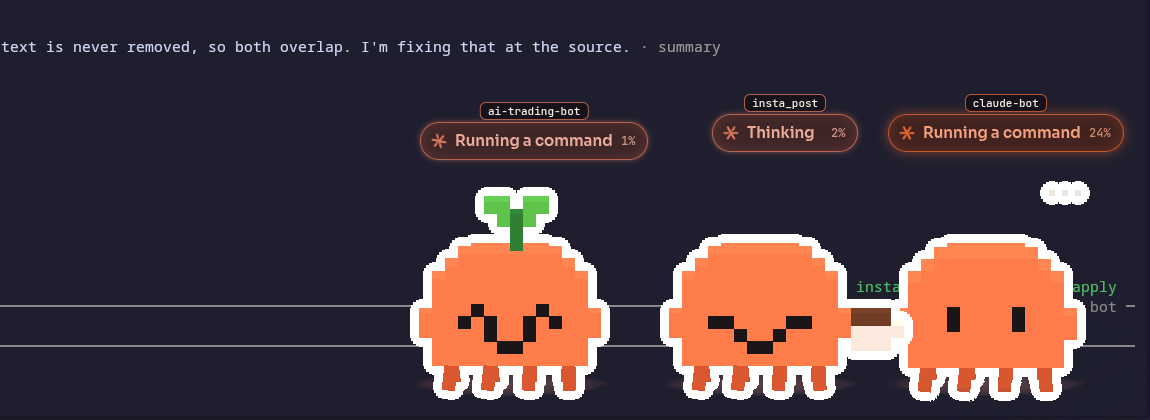 text is never removed, so both overlap. I'm fixing that at the source. · summary
ai-trading-bot
Running a command 1%
insta_post
Thinking 2%
claude-bot
Running a command 24%
insta
apply
bot